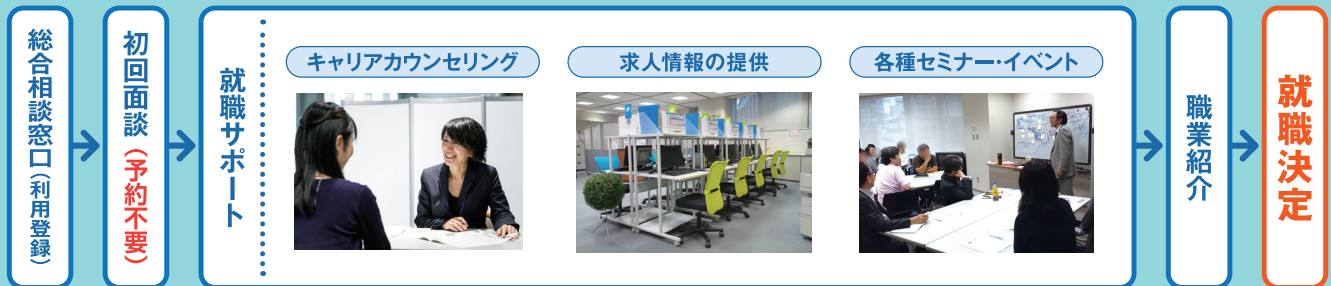 総合相談窓口(利用登録)
初回面談(予約不要)
就職サポート
キャリアカウンセリング
求人情報の提供
各種セミナー・イベント
職業紹介
就職決定